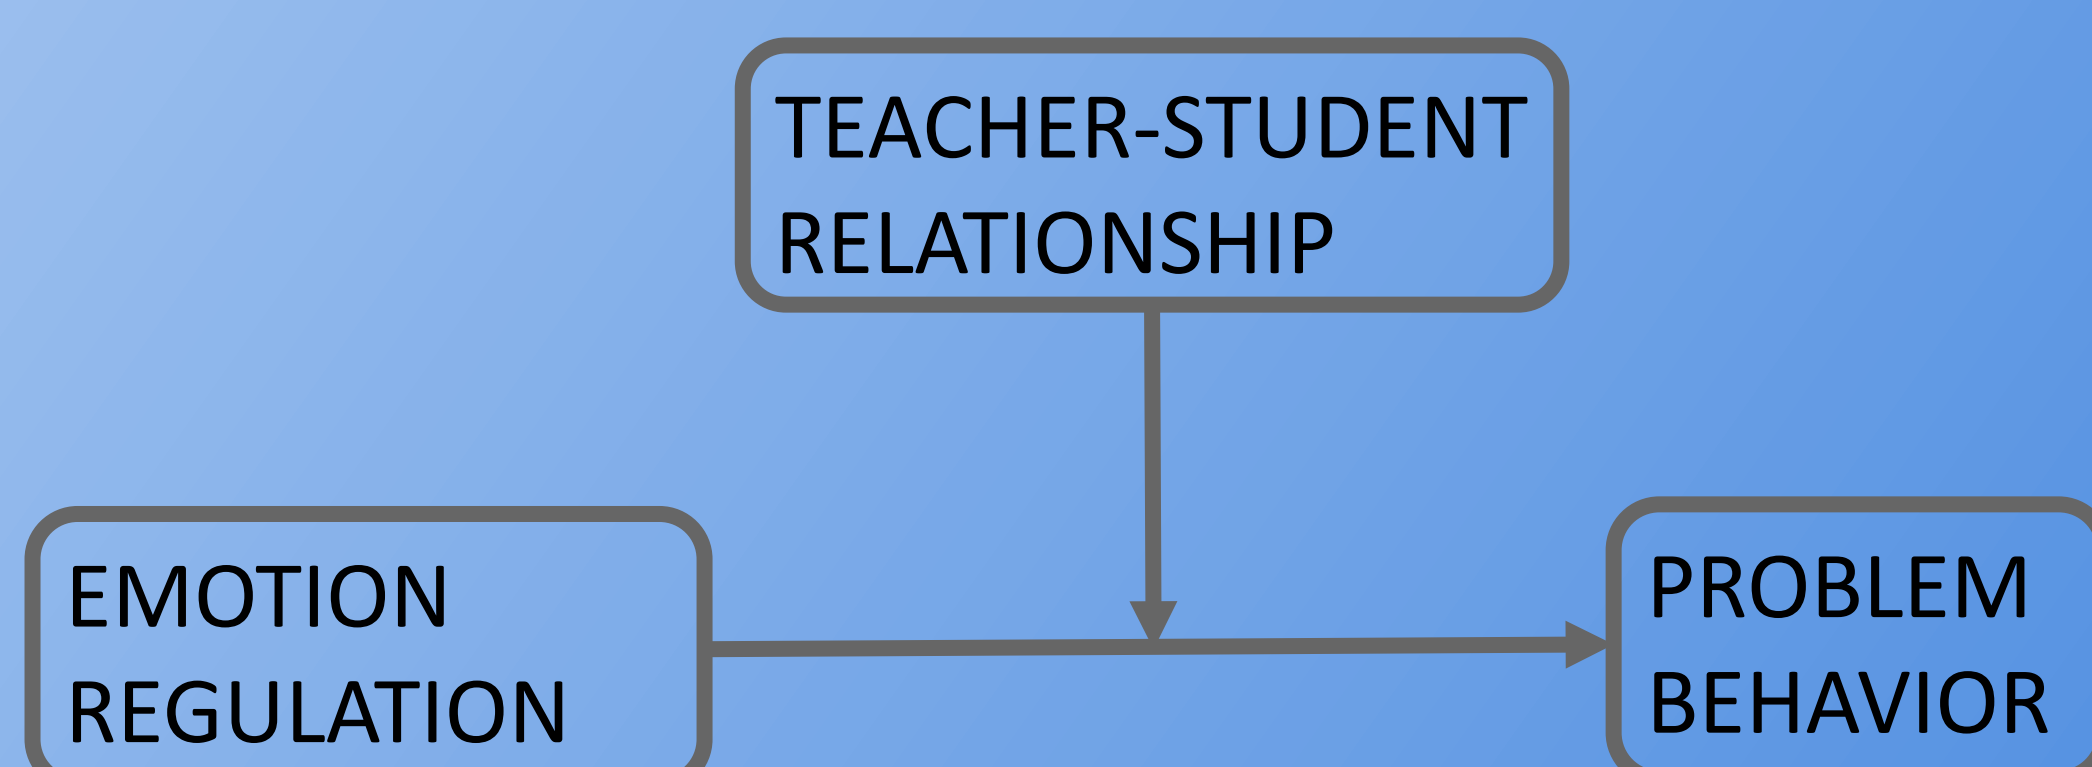 TEACHER-STUDENT
RELATIONSHIP
EMOTION
REGULATION
PROBLEM
BEHAVIOR